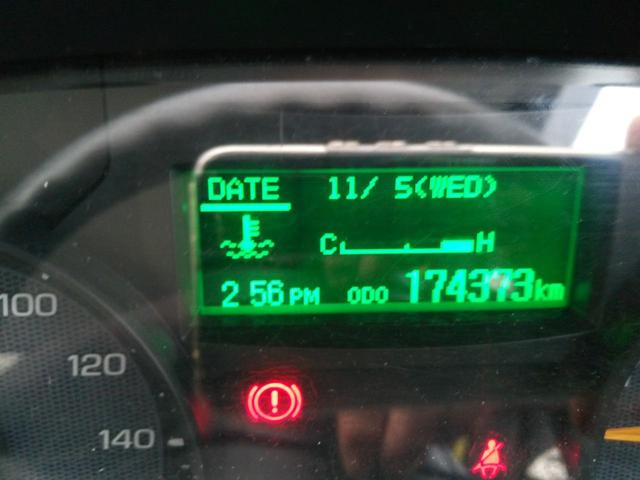 DATE 11/ 5(WED)
C H
2 56 PM ODO 174373km
100
120
140